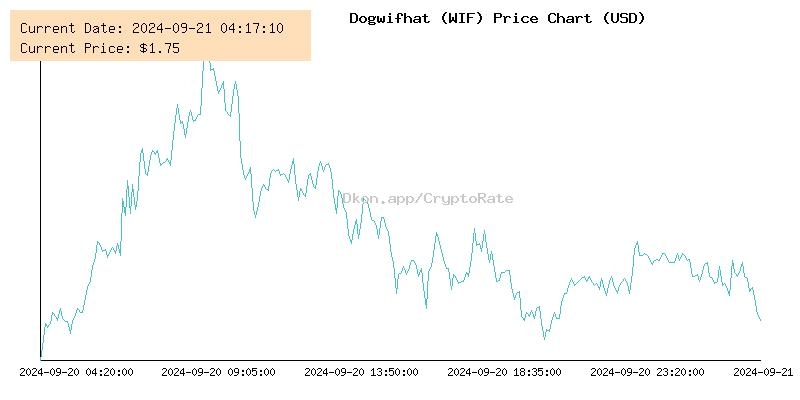 Dogwifhat (WIF) Price Chart (USD)
Current Date: 2024-09-21 04:17:10
Current Price: $1.75
Dkon.app/CryptoRate
2024-09-20 04:20:00 2024-09-20 09:05:00 2024-09-20 13:50:00 2024-09-20 18:35:00 2024-09-20 23:20:00 2024-09-21